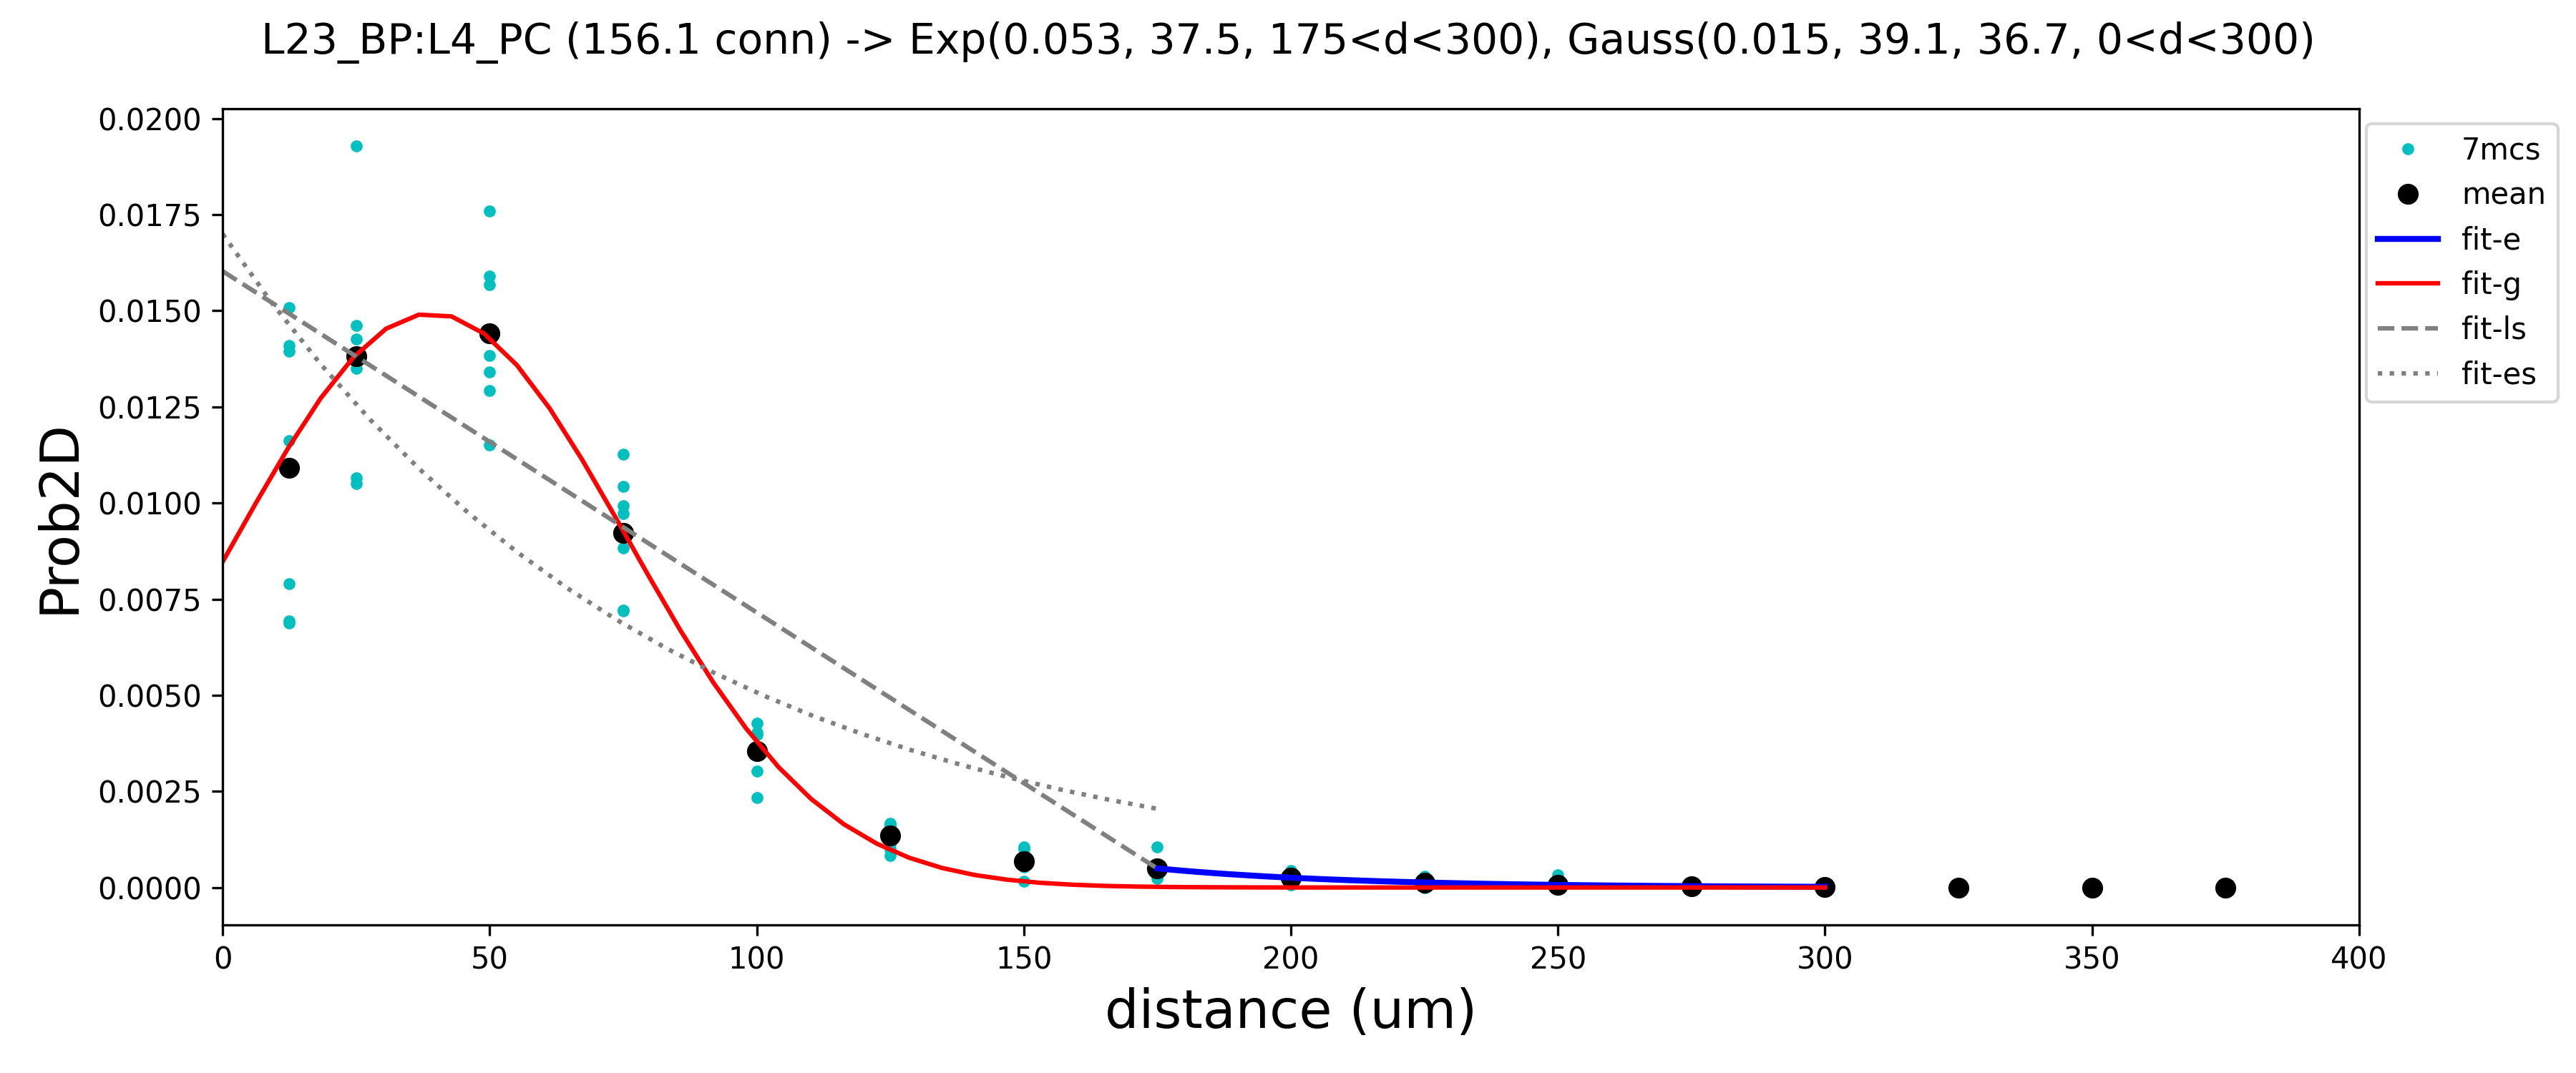 L23_BP:L4_PC (156.1 conn) -> Exp(0.053, 37.5, 175<d<300), Gauss(0.015, 39.1, 36.7, 0<d<300)
0.0200
0.0175
0.0150
0.0125
0.0100
0.0075
0.0050
0.0025
0.0000
Prob2D
0 50 100 150 200 250 300 350 400
distance (um)
7mcs
mean
fit-e
fit-g
fit-ls
fit-es